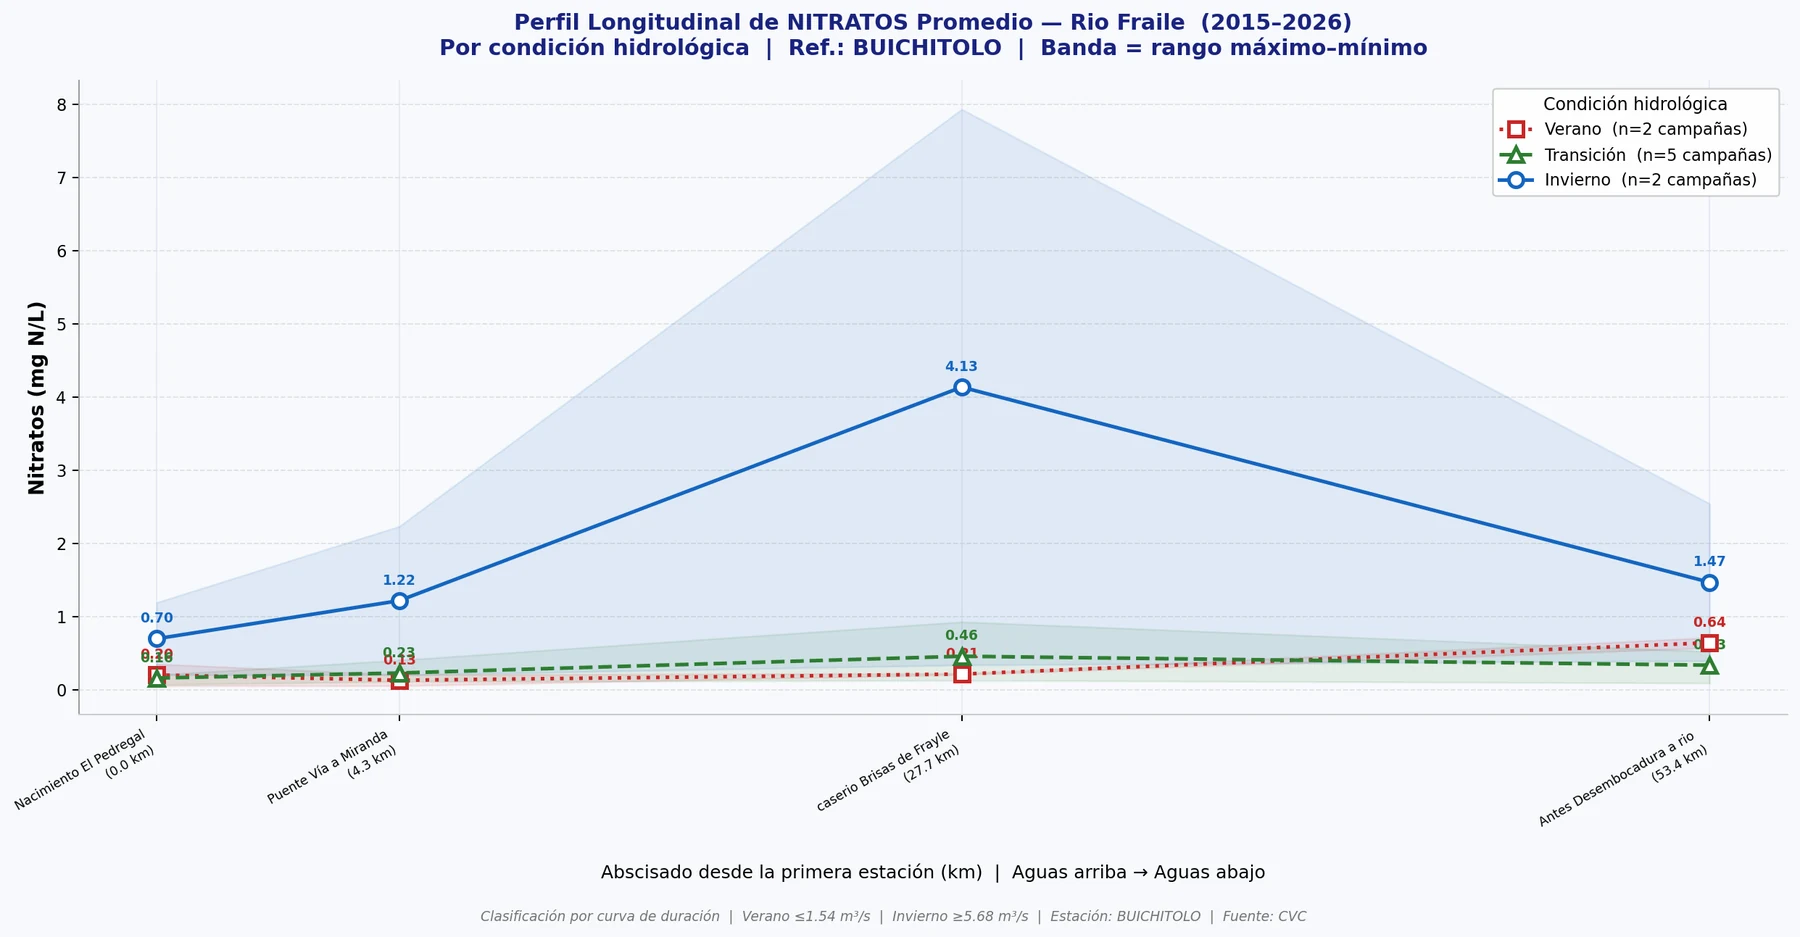 Perfil Longitudinal de NITRATOS Promedio — Rio Fraile (2015–2026)
Por condición hidrológica | Ref.: BUICHITOLO | Banda = rango máximo–mínimo
Nitratos (mg N/L)
8
7
6
5
4
3
2
1
0
Condición hidrológica
Verano (n=2 campañas)
Transición (n=5 campañas)
Invierno (n=2 campañas)
4.13
1.22
1.47
0.70
0.64
0.46
0.23
0.13
0.21
Nacimiento El Pedregal
(0.0 km)
Puente Vía a Miranda
(4.3 km)
caserio Brisas de Frayle
(27.7 km)
Antes Desembocadura a rio
(53.4 km)
Abscisado desde la primera estación (km) | Aguas arriba → Aguas abajo
Clasificación por curva de duración | Verano ≤1.54 m³/s | Invierno ≥5.68 m³/s | Estación: BUICHITOLO | Fuente: CVC